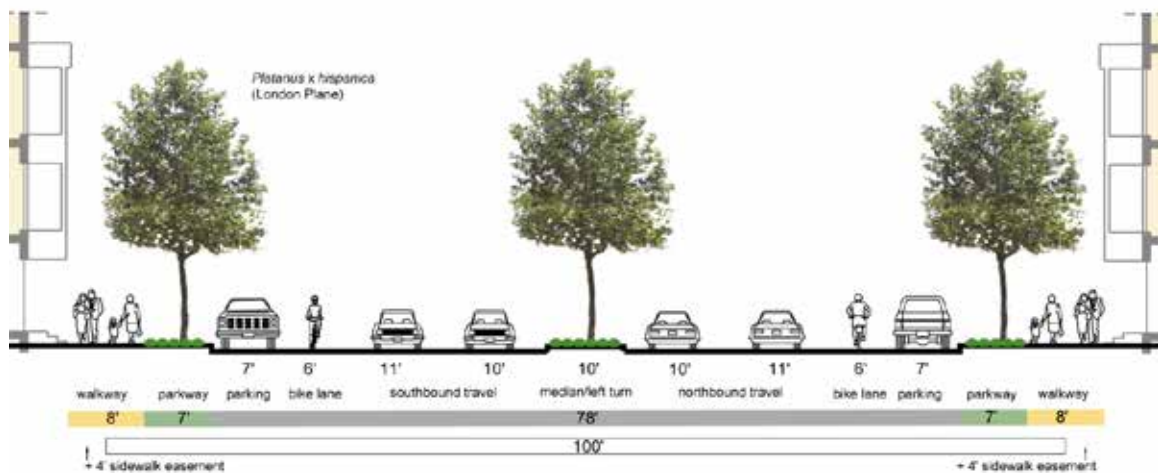 Platanus x hispanica
(London Plane)
7' 6' 11' 10' 10' 10' 11' 6' 7'
walkway parkway parking bike lane southbound travel median/left turn northbound travel bike lane parking parkway walkway
8' 7' 78' 7' 8'
100'
+ 4' sidewalk easement + 4' sidewalk easement